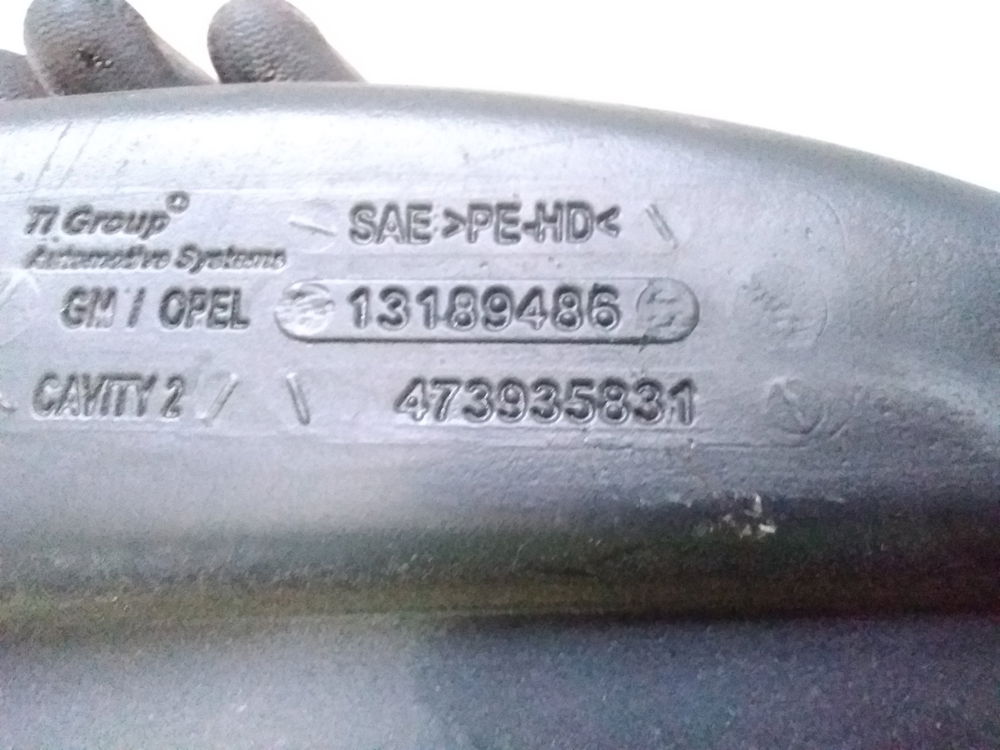 TI Group
Automotive Systems
SAE >PE-HD<
GM / OPEL 13189486
CAVITY 2 473935831